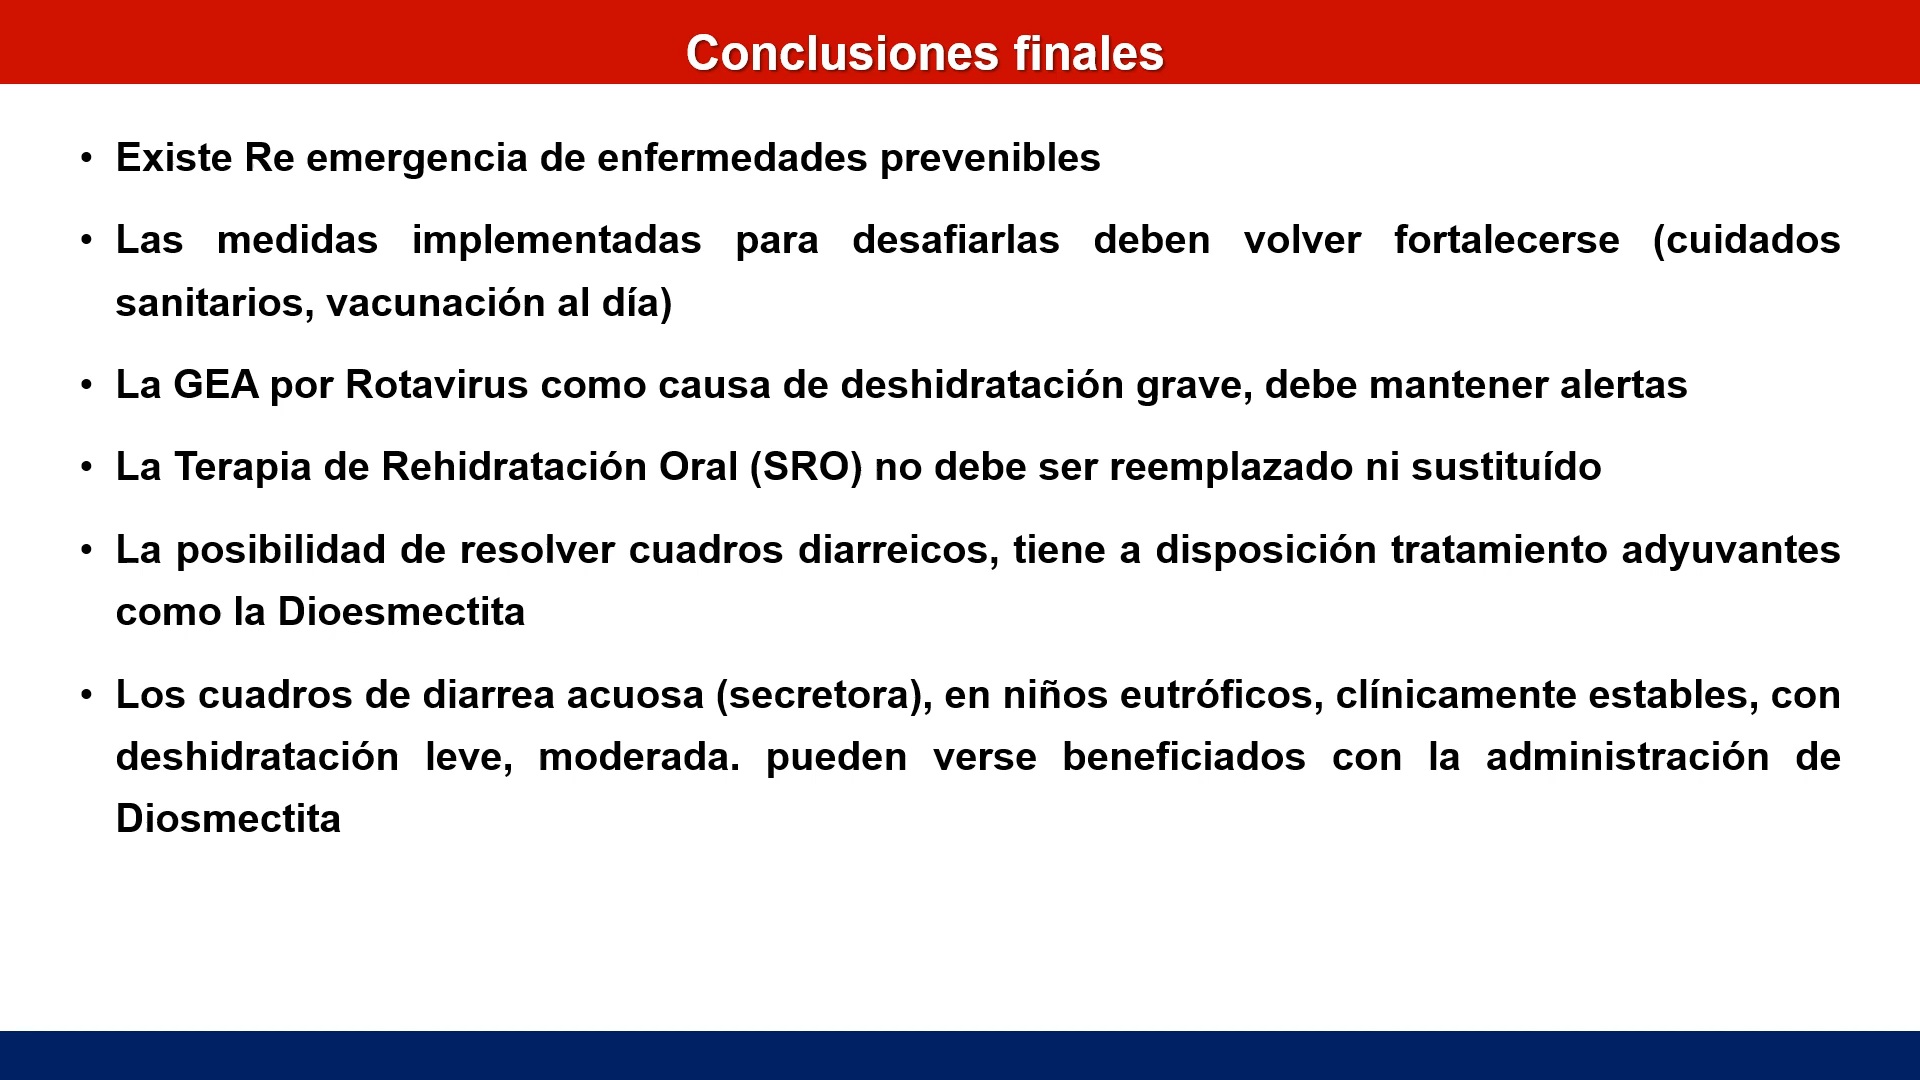 Conclusiones finales
• Existe Re emergencia de enfermedades prevenibles
• Las medidas implementadas para desafiarlas deben volver fortalecerse (cuidados
sanitarios, vacunación al día)
• La GEA por Rotavirus como causa de deshidratación grave, debe mantener alertas
• La Terapia de Rehidratación Oral (SRO) no debe ser reemplazado ni sustituído
• La posibilidad de resolver cuadros diarreicos, tiene a disposición tratamiento adyuvantes
como la Dioesmectita
• Los cuadros de diarrea acuosa (secretora), en niños eutróficos, clínicamente estables, con
deshidratación leve, moderada. pueden verse beneficiados con la administración de
Diosmectita